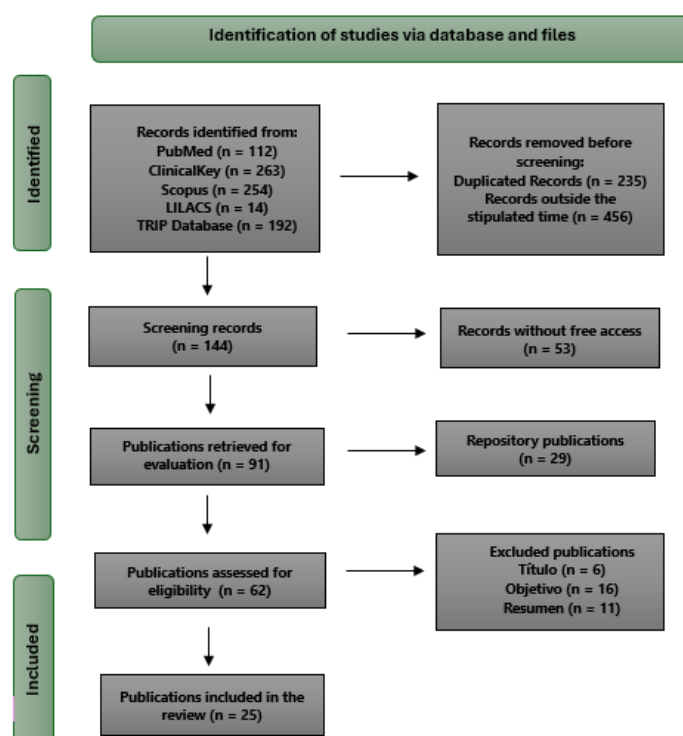 Identification of studies via database and files
Identified
Records identified from:
PubMed (n = 112)
ClinicalKey (n = 263)
Scopus (n = 254)
LILACS (n = 14)
TRIP Database (n = 192)
Records removed before
screening:
Duplicated Records (n = 235)
Records outside the
stipulated time (n = 456)
Screening
Screening records
(n = 144)
Records without free access
(n = 53)
Publications retrieved for
evaluation (n = 91)
Repository publications
(n = 29)
Included
Publications assessed for
eligibility (n = 62)
Excluded publications
Título (n = 6)
Objetivo (n = 16)
Resumen (n = 11)
Publications included in the
review (n = 25)